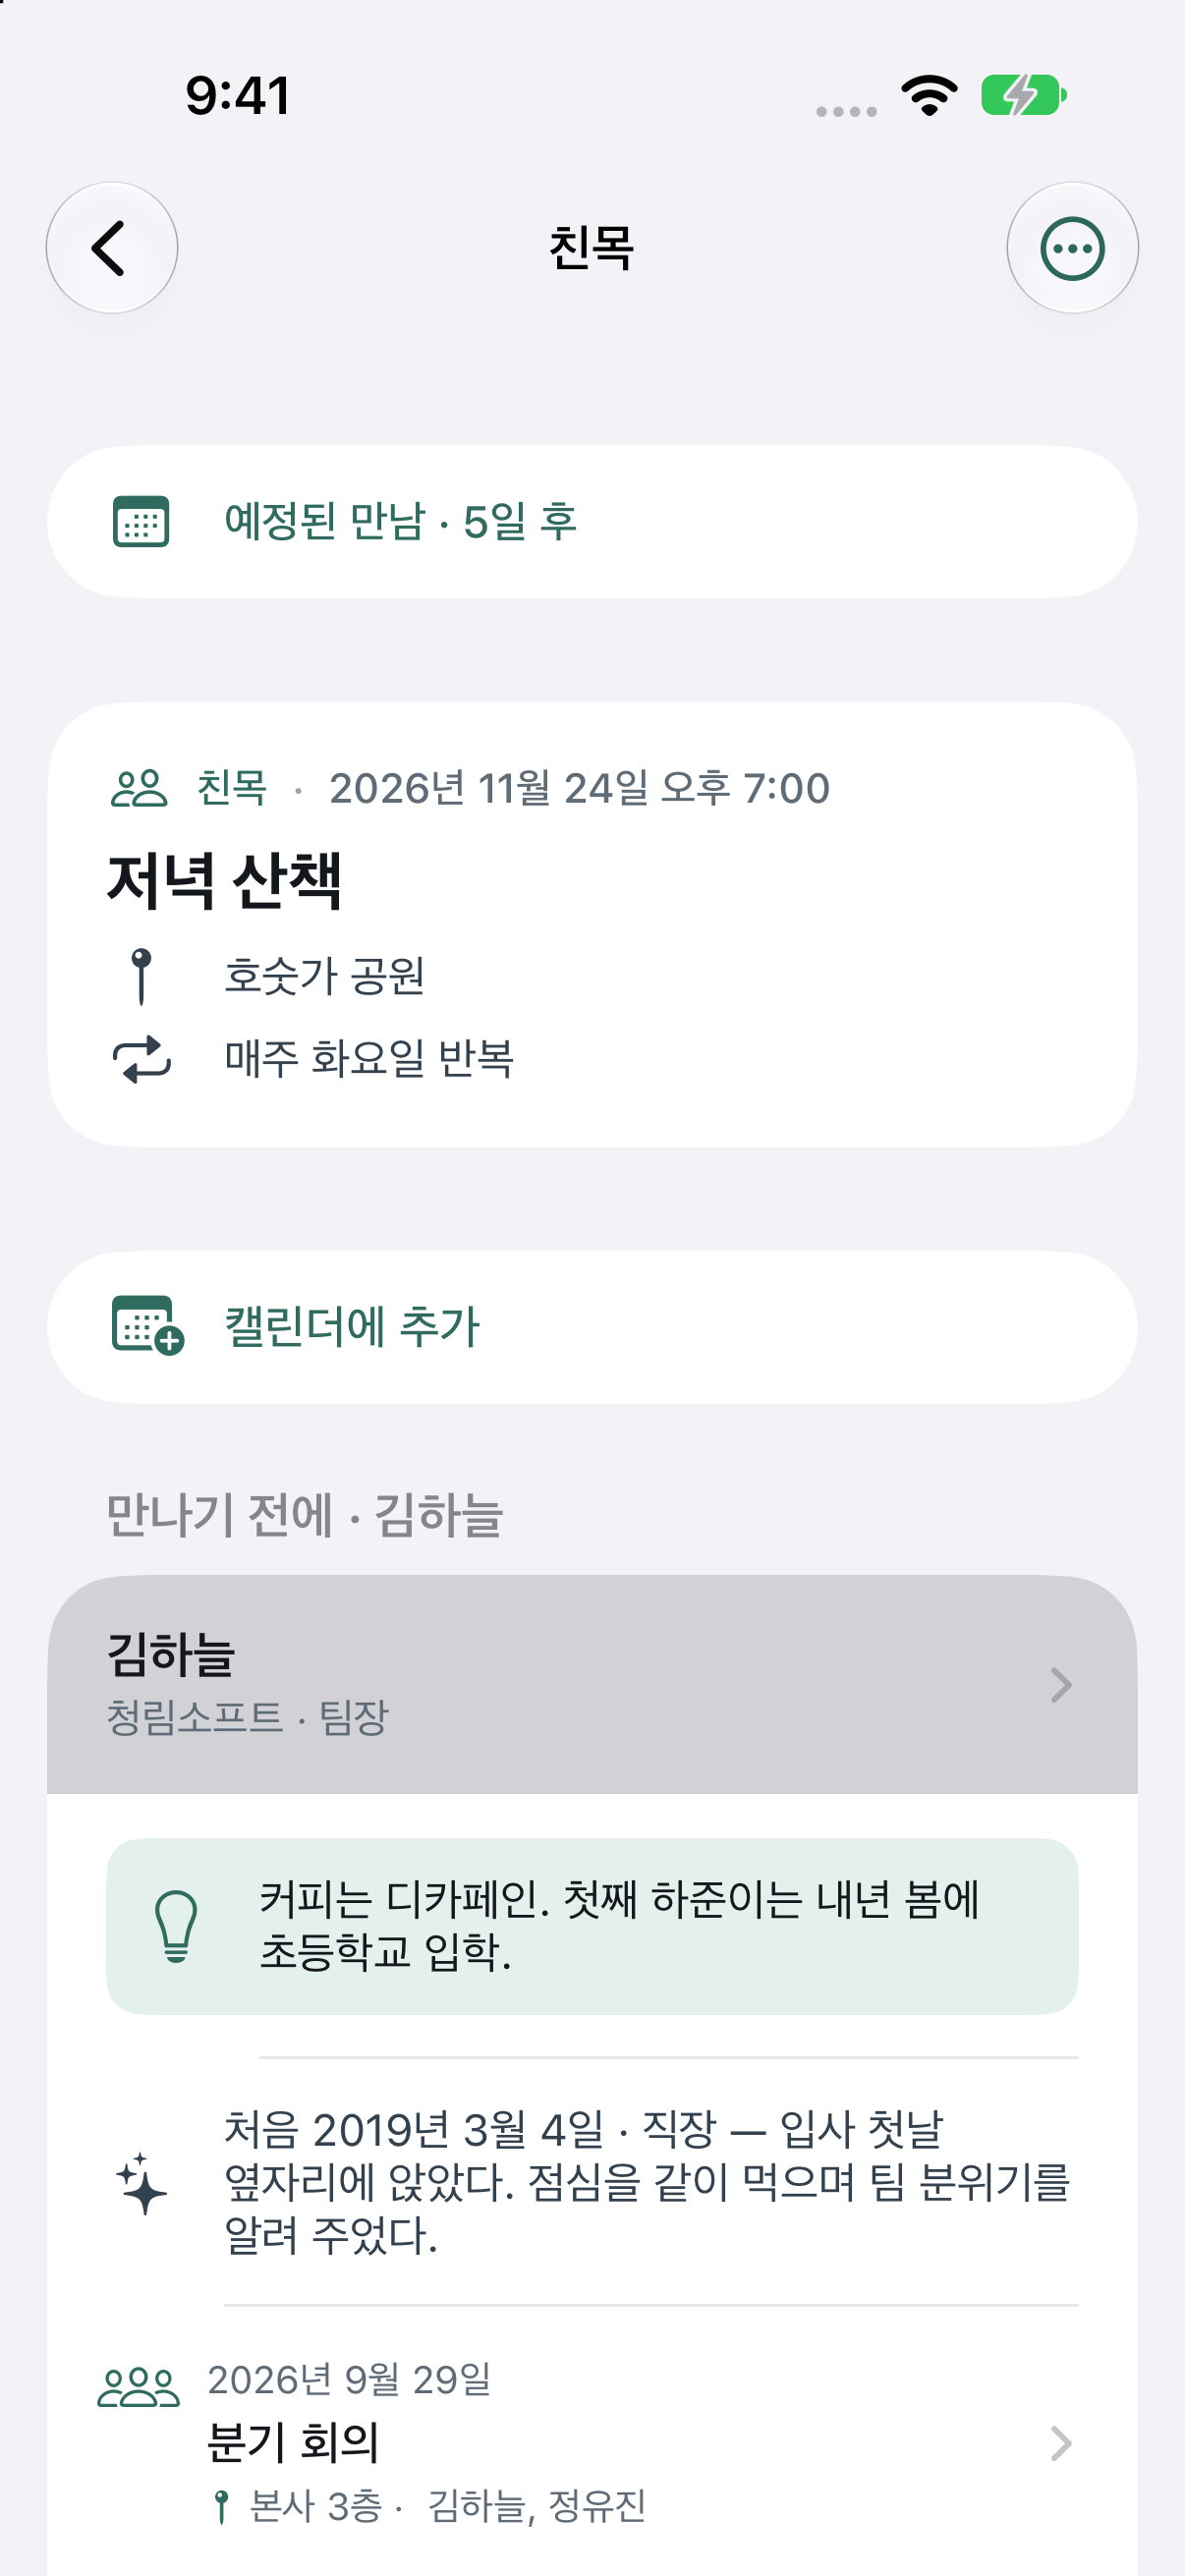 9:41
친목
예정된 만남 · 5일 후
친목 · 2026년 11월 24일 오후 7:00
저녁 산책
호숫가 공원
매주 화요일 반복
캘린더에 추가
만나기 전에 · 김하늘
김하늘
청림소프트 · 팀장
커피는 디카페인. 첫째 하준이는 내년 봄에
초등학교 입학.
처음 2019년 3월 4일 · 직장 — 입사 첫날
옆자리에 앉았다. 점심을 같이 먹으며 팀 분위기를
알려 주었다.
2026년 9월 29일
분기 회의
본사 3층 · 김하늘, 정유진